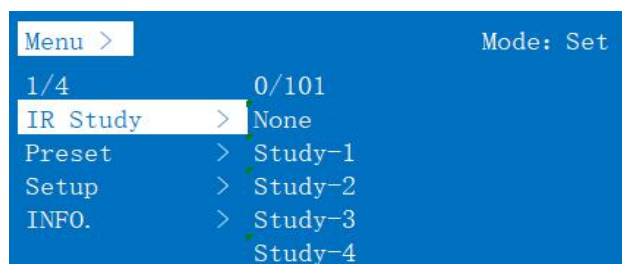 Menu > Mode: Set
1/4 0/101
IR Study > None
Preset > Study-1
Setup > Study-2
INFO. > Study-3
Study-4